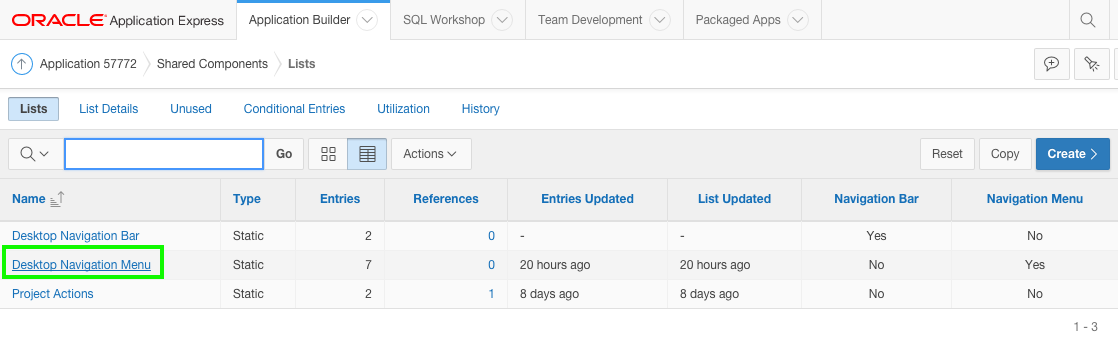 ORACLE Application Express Application Builder SQL Workshop Team Development Packaged Apps
Application 57772 Shared Components Lists
Lists List Details Unused Conditional Entries Utilization History
Go Actions Reset Copy Create
Name Type Entries References Entries Updated List Updated Navigation Bar Navigation Menu
Desktop Navigation Bar Static 2 0 - - Yes No
Desktop Navigation Menu Static 7 0 20 hours ago 20 hours ago No Yes
Project Actions Static 2 1 8 days ago 8 days ago No No
1 - 3